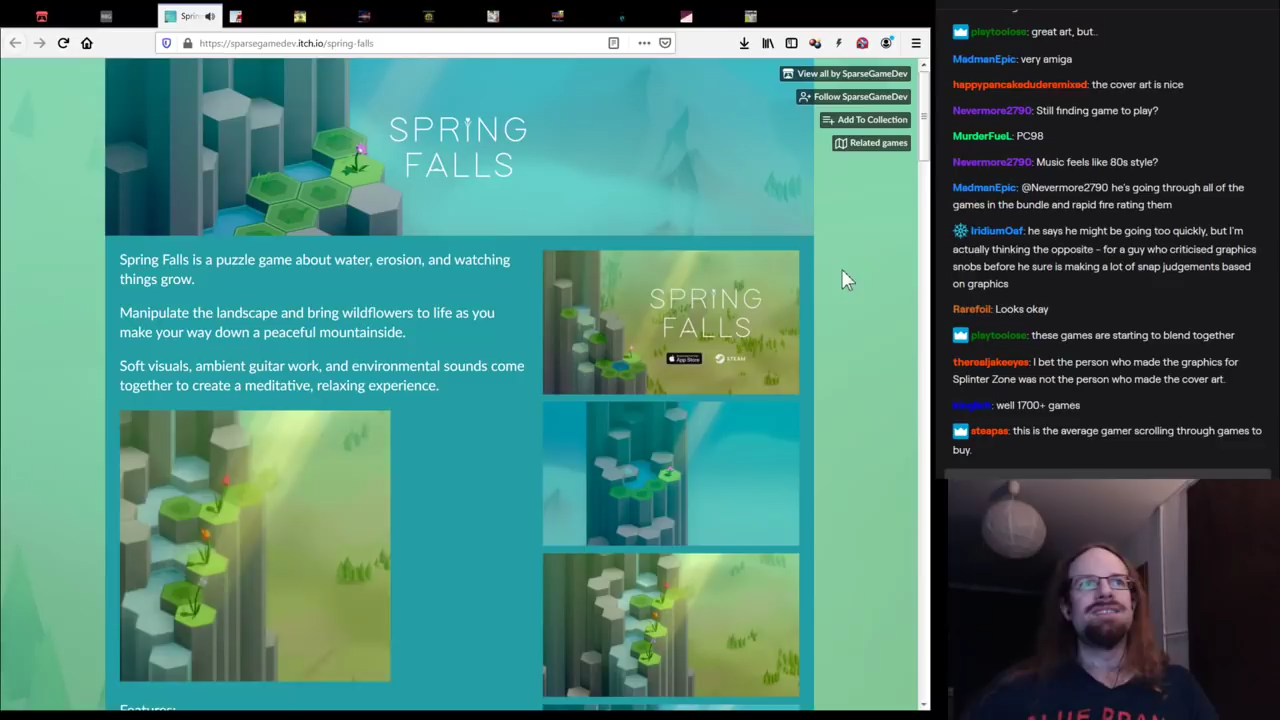 Sprin
https://sparsegamedev.itch.io/spring-falls
View all by SparseGameDev
Follow SparseGameDev
Add To Collection
Related games
SPRING
FALLS
Spring Falls is a puzzle game about water, erosion, and watching
things grow.
Manipulate the landscape and bring wildflowers to life as you
make your way down a peaceful mountainside.
Soft visuals, ambient guitar work, and environmental sounds come
together to create a meditative, relaxing experience.
SPRING
FALLS
App Store
STEAM
Features:
playtoolose: great art, but..
MadmanEpic: very amiga
happypancakeduderemixed: the cover art is nice
Nevermore2790: Still finding game to play?
MurderFueL: PC98
Nevermore2790: Music feels like 80s style?
MadmanEpic: @Nevermore2790 he's going through all of the
games in the bundle and rapid fire rating them
IridiumOaf: he says he might be going too quickly, but I'm
actually thinking the opposite - for a guy who criticised graphics
snobs before he sure is making a lot of snap judgements based
on graphics
Rarefoil: Looks okay
playtoolose: these games are starting to blend together
therealjakeeyes: I bet the person who made the graphics for
Splinter Zone was not the person who made the cover art.
well 1700+ games
steapas: this is the average gamer scrolling through games to
buy.